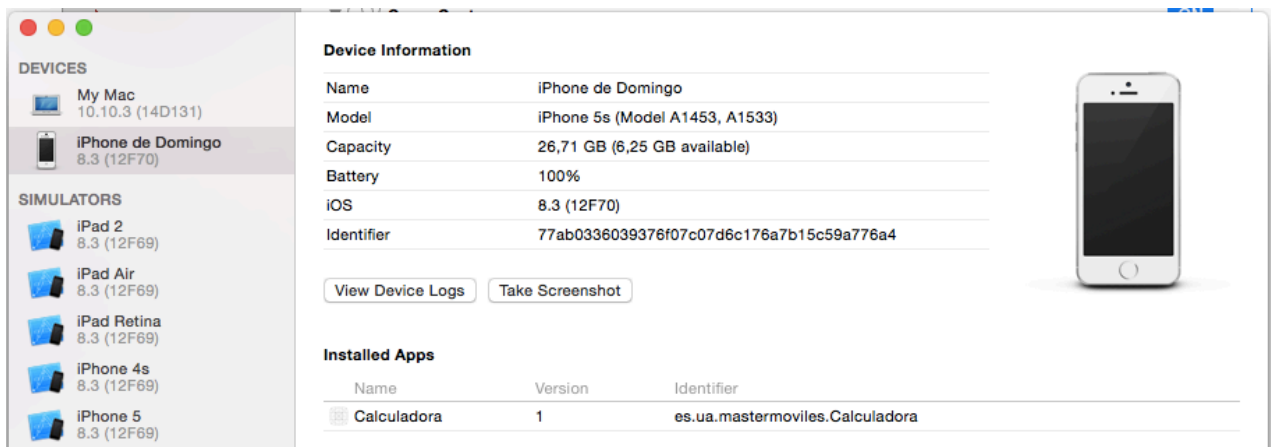 DEVICES
My Mac
10.10.3 (14D131)
iPhone de Domingo
8.3 (12F70)
SIMULATORS
iPad 2
8.3 (12F69)
iPad Air
8.3 (12F69)
iPad Retina
8.3 (12F69)
iPhone 4s
8.3 (12F69)
iPhone 5
8.3 (12F69)
Device Information
Name iPhone de Domingo
Model iPhone 5s (Model A1453, A1533)
Capacity 26,71 GB (6,25 GB available)
Battery 100%
iOS 8.3 (12F70)
Identifier 77ab0336039376f07c07d6c176a7b15c59a776a4
View Device Logs Take Screenshot
Installed Apps
Name Version Identifier
Calculadora 1 es.ua.mastermoviles.Calculadora